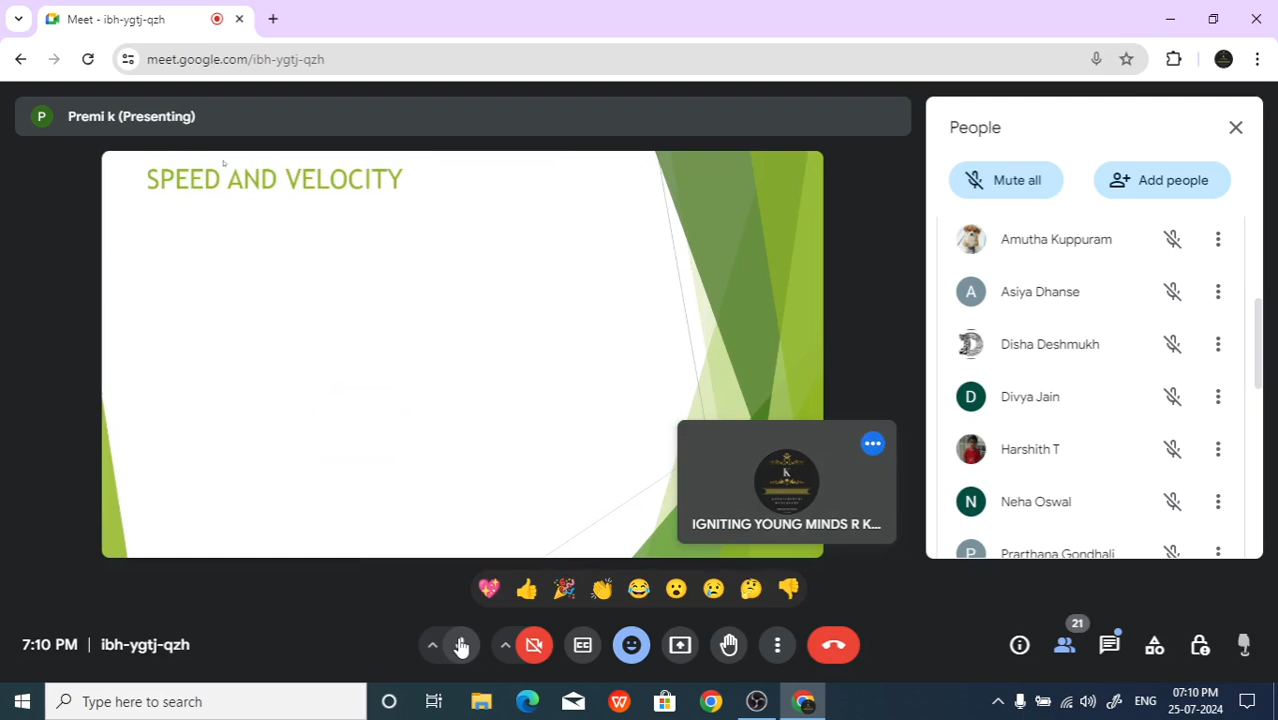 Meet - ibh-ygtj-qzh
meet.google.com/ibh-ygtj-qzh
P
Premi k (Presenting)
SPEED AND VELOCITY
K
IGNITING YOUNG MINDS R K...
People
Mute all
Add people
Amutha Kuppuram
A
Asiya Dhanse
D
Disha Deshmukh
D
Divya Jain
Harshith T
N
Neha Oswal
P
Prarthana Gondhali
7:10 PM
ibh-ygtj-qzh
21
Type here to search
ENG
07:10 PM
25-07-2024